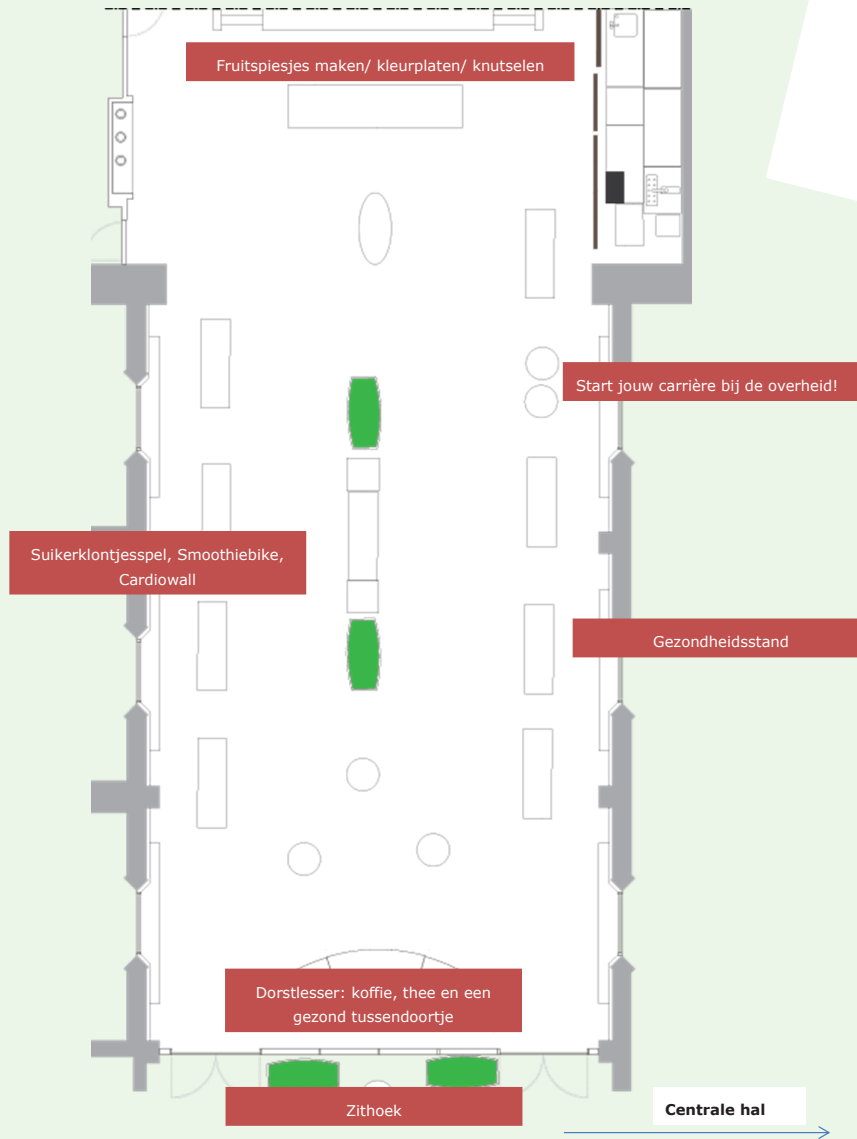 Fruitspiesjes maken/ kleurplaten/ knutselen
Start jouw carrière bij de overheid!
Suikerklontjesspel, Smoothiebike,
Cardiowall
Gezondheidsstand
Dorstlesser: koffie, thee en een
gezond tussendoortje
Zithoek
Centrale hal